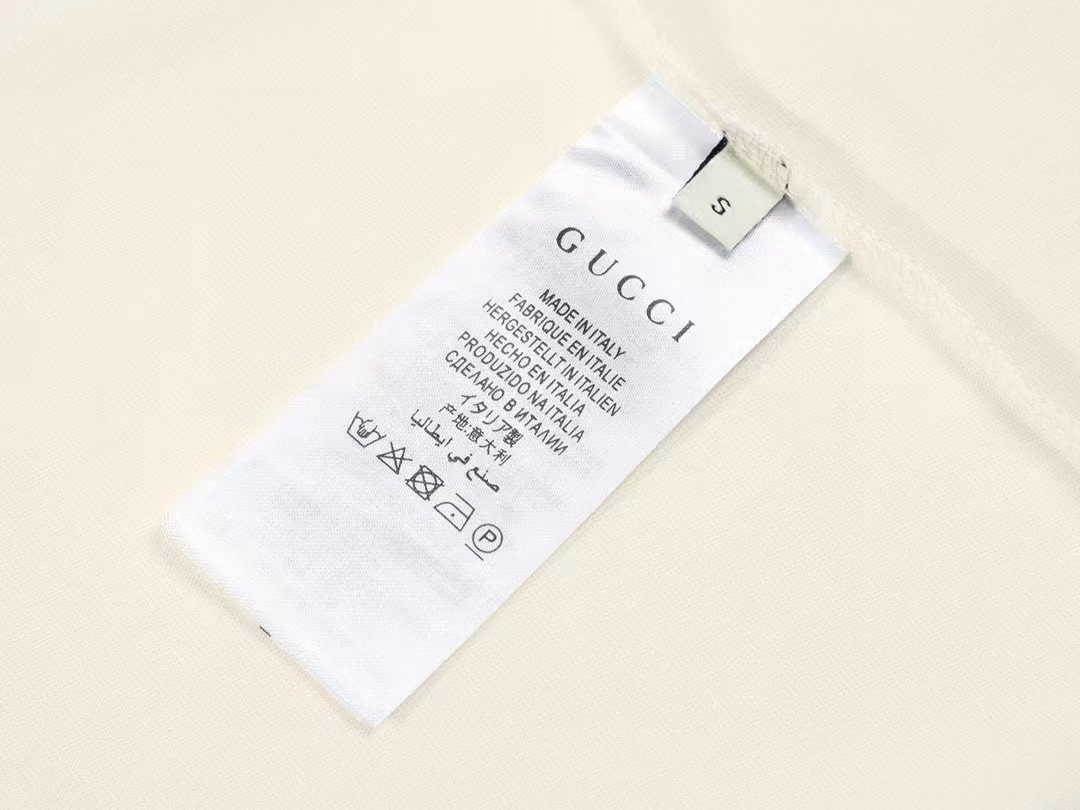 S
GUCCI
MADE IN ITALY
FABRIQUE EN ITALIE
HERGESTELLT IN ITALIEN
HECHO EN ITALIA
PRODUZIDO NA ITALIA
СДЕЛАНО В ИТАЛИИ
イタリア製
产地:意大利
صنع في ايطاليا
P